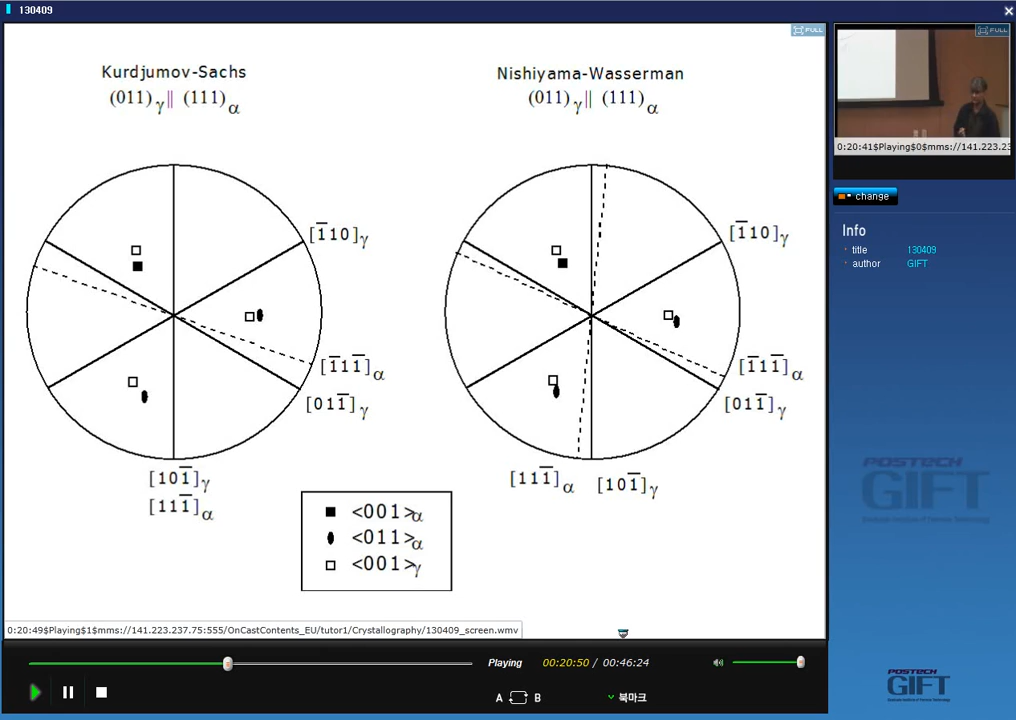 130409
FULL
Kurdjumov-Sachs
(011)γ || (111)α
Nishiyama-Wasserman
(011)γ || (111)α
[1̅10]γ
[1̅11̅]α
[011̅]γ
[101̅]γ
[111̅]α
[1̅10]γ
[1̅11̅]α
[011̅]γ
[111̅]α [101̅]γ
<001>α
<011>α
<001>γ
0:20:49$Playing$1$mms://141.223.237.75:555/OnCastContents_EU/tutor1/Crystallography/130409_screen.wmv
Playing 00:20:50 / 00:46:24
A B 북마크
FULL
0:20:41$Playing$0$mms://141.223.23
change
Info
title 130409
author GIFT
POSTECH
GIFT
POSTECH
GIFT